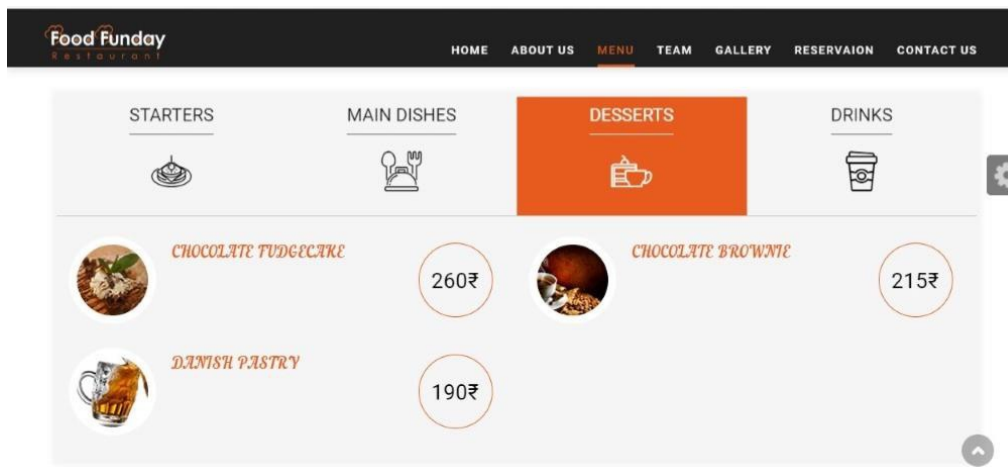 Food Funday
Restaurant
HOME ABOUT US MENU TEAM GALLERY RESERVAION CONTACT US
STARTERS MAIN DISHES DESSERTS DRINKS
CHOCOLATE FUDGECAKE 260₹ CHOCOLATE BROWNIE 215₹
DANISH PASTRY 190₹